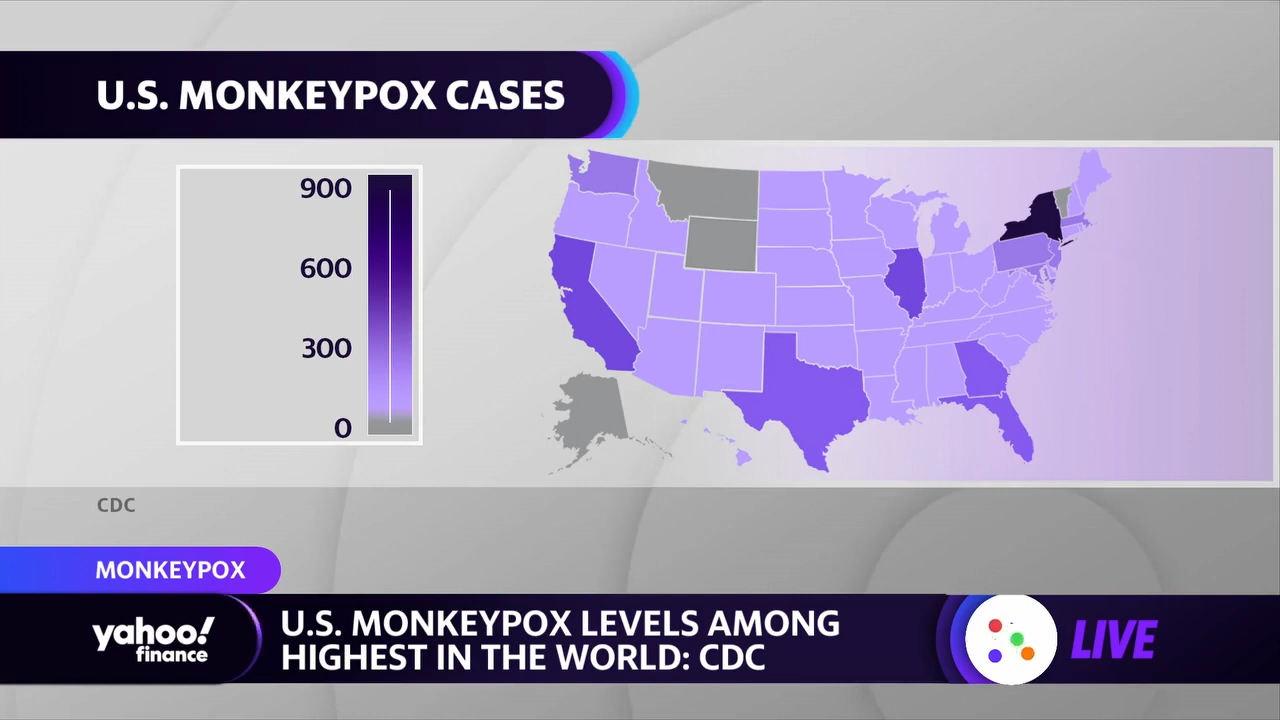 U.S. MONKEYPOX CASES
900
600
300
0
CDC
MONKEYPOX
yahoo!
finance
U.S. MONKEYPOX LEVELS AMONG
HIGHEST IN THE WORLD: CDC
LIVE